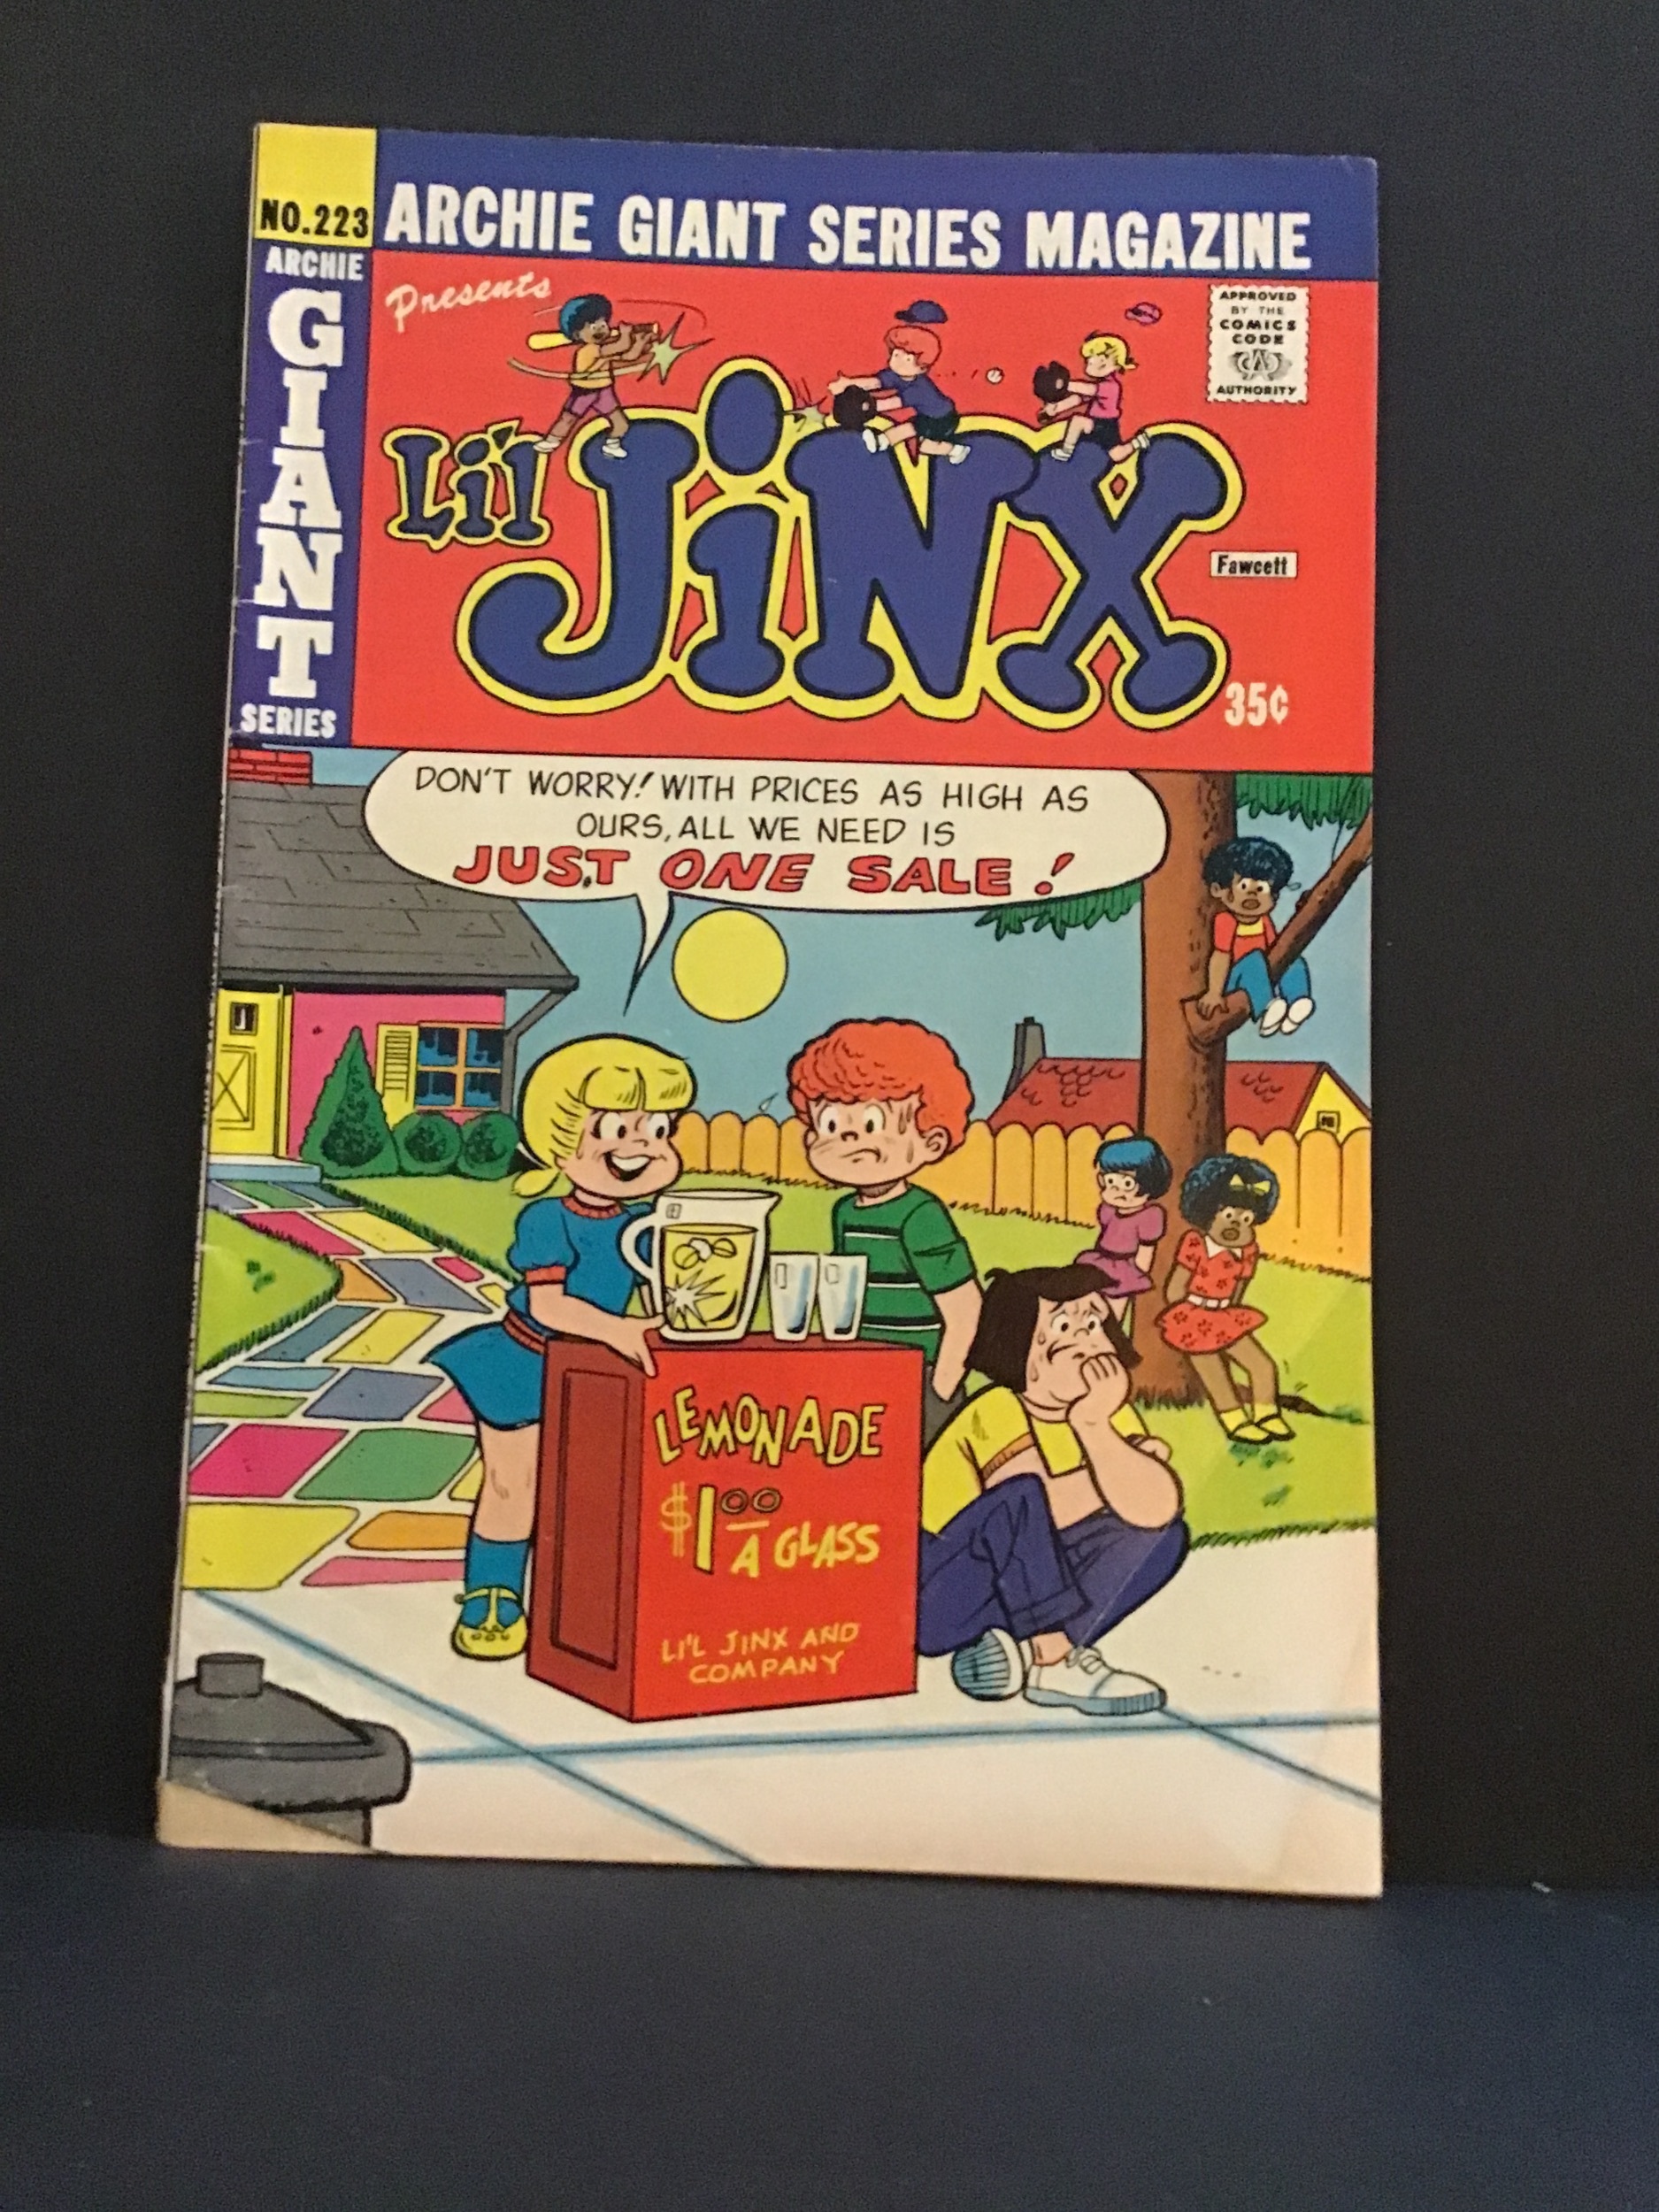 NO.223
ARCHIE GIANT SERIES MAGAZINE
ARCHIE
GIANT
SERIES
Presents
APPROVED
BY THE
COMICS
CODE
CA
AUTHORITY
Li'l JiNX
Fawcett
35¢
DON'T WORRY! WITH PRICES AS HIGH AS
OURS, ALL WE NEED IS
JUST ONE SALE!
LEMONADE
$1.00
A GLASS
LI'L JINX AND
COMPANY